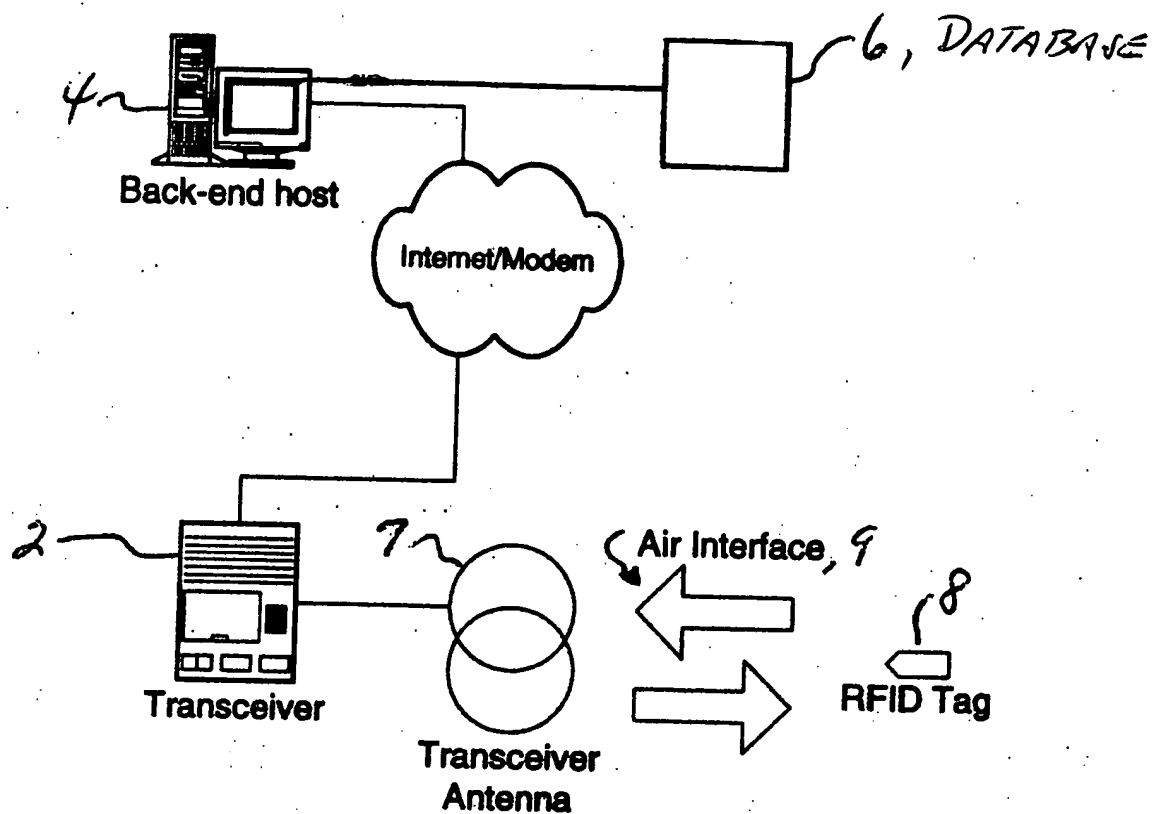 6, DATABASE
4
Back-end host
Internet/Modem
2
7
Air Interface, 9
8
Transceiver
RFID Tag
Transceiver
Antenna